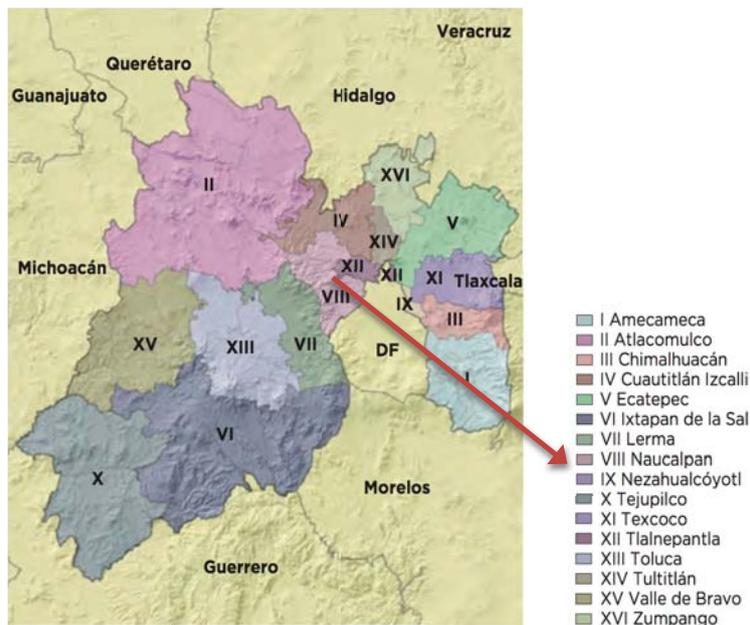 Veracruz
Querétaro
Guanajuato
Hidalgo
XVI
II
IV
V
XIV
Michoacán
XII
XII
XI
Tlaxcala
VIII
IX
III
XV
XIII
VII
DF
I
VI
X
Morelos
Guerrero
I Amecameca
II Atlacomulco
III Chimalhuacán
IV Cuautitlán Izcalli
V Ecatepec
VI Ixtapan de la Sal
VII Lerma
VIII Naucalpan
IX Nezahualcóyotl
X Tejupilco
XI Texcoco
XII Tlalnepantla
XIII Toluca
XIV Tultitlán
XV Valle de Bravo
XVI Zumpango